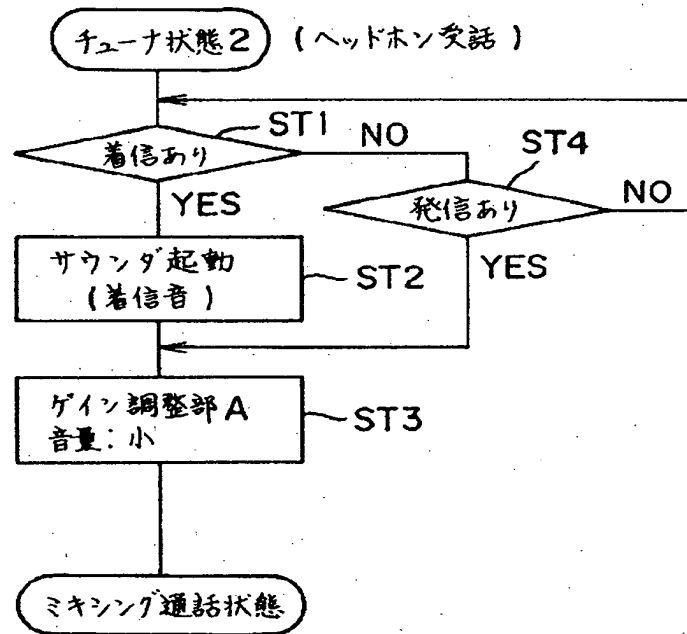 チューナ状態2 (ヘッドホン受話)
ST1
着信あり
NO
ST4
発信あり
NO
YES
サウンダ起動
(着信音)
ST2
YES
ゲイン調整部A
音量:小
ST3
ミキシング通話状態